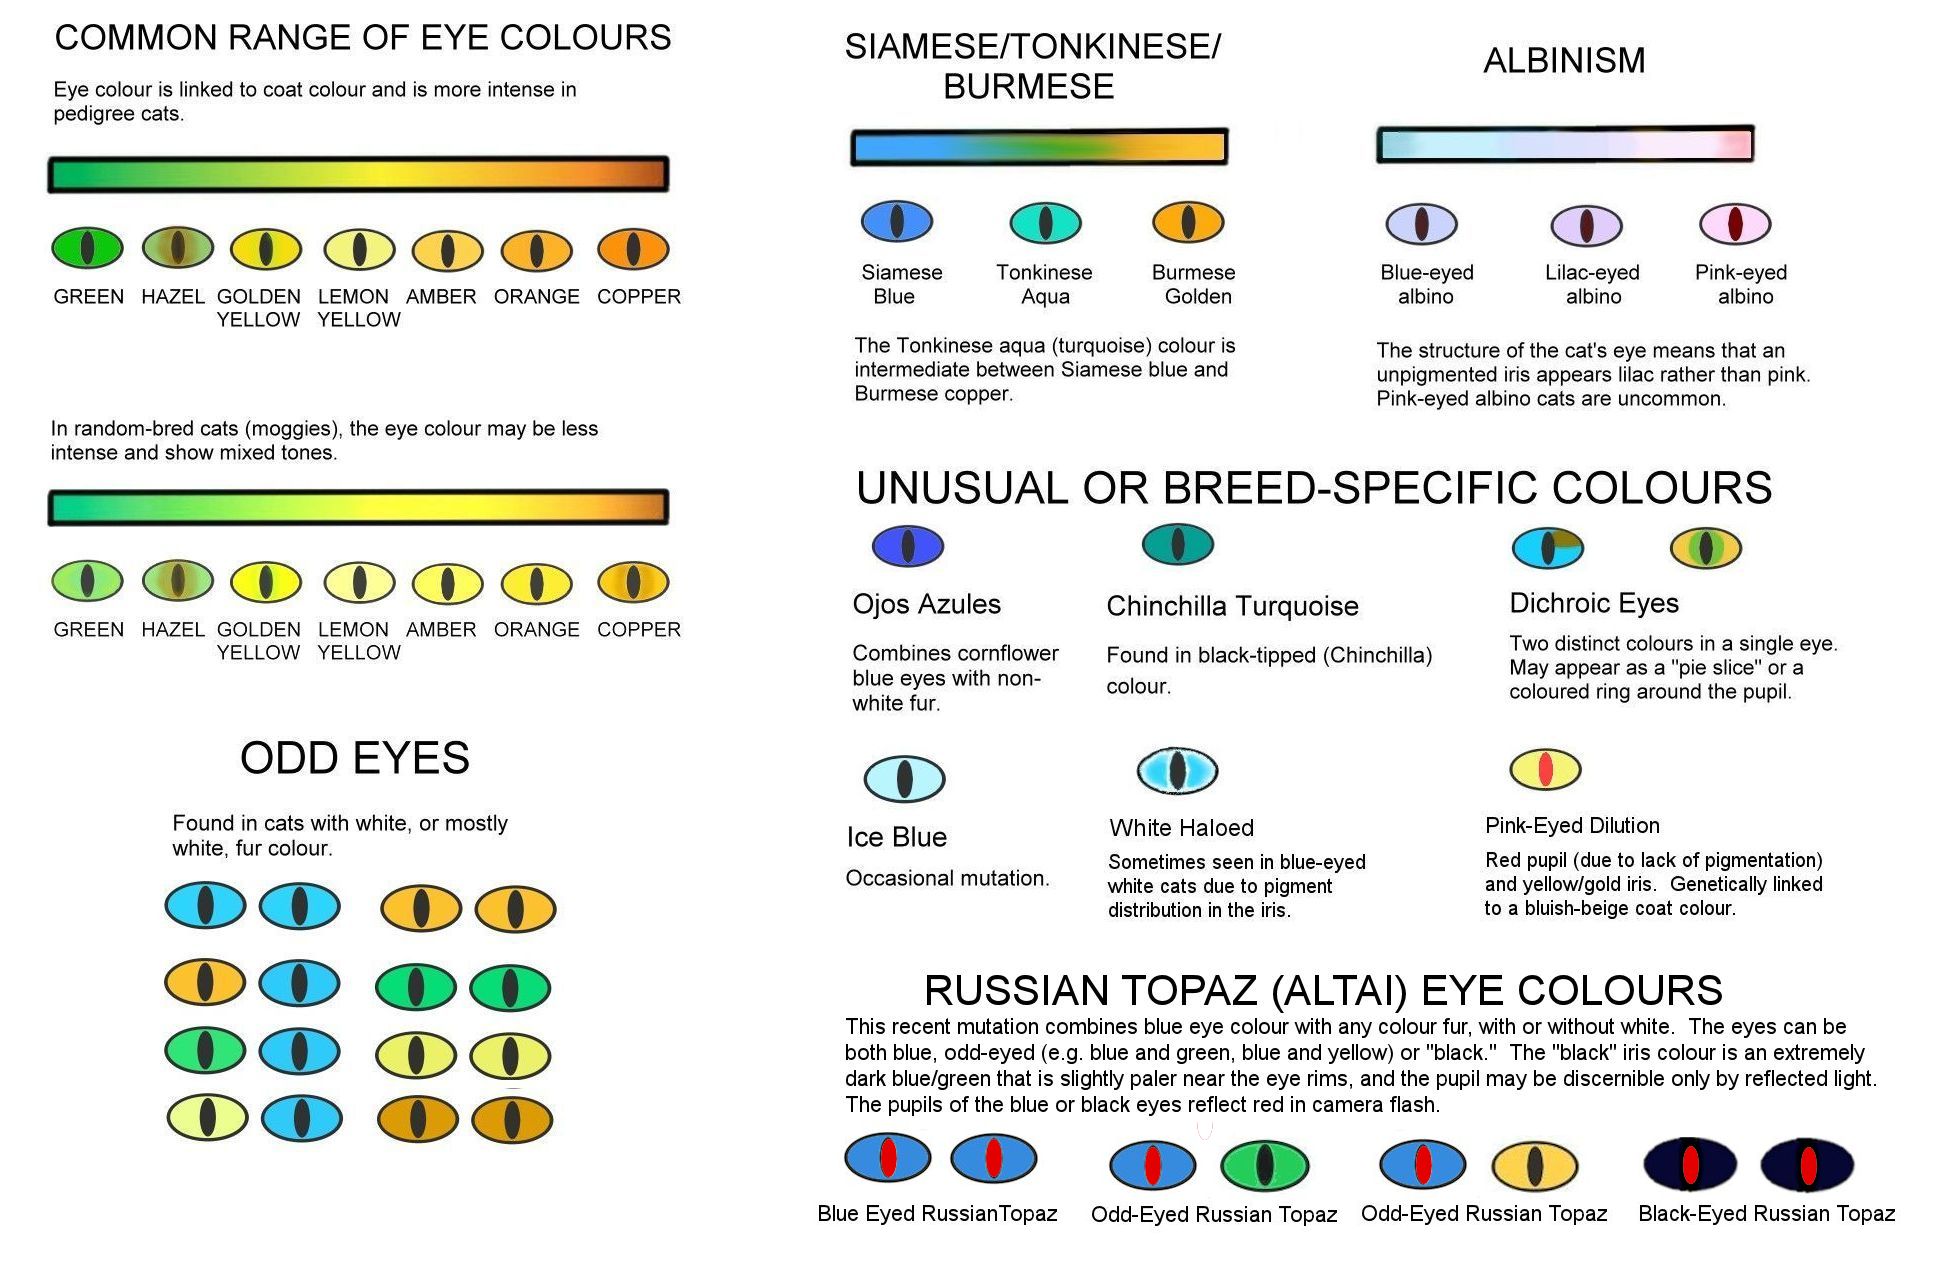 COMMON RANGE OF EYE COLOURS
Eye colour is linked to coat colour and is more intense in
pedigree cats.
GREEN HAZEL GOLDEN LEMON AMBER ORANGE COPPER
YELLOW YELLOW
In random-bred cats (moggies), the eye colour may be less
intense and show mixed tones.
GREEN HAZEL GOLDEN LEMON AMBER ORANGE COPPER
YELLOW YELLOW
ODD EYES
Found in cats with white, or mostly
white, fur colour.
SIAMESE/TONKINESE/
BURMESE
Siamese Tonkinese Burmese
Blue Aqua Golden
The Tonkinese aqua (turquoise) colour is
intermediate between Siamese blue and
Burmese copper.
ALBINISM
Blue-eyed Lilac-eyed Pink-eyed
albino albino albino
The structure of the cat's eye means that an
unpigmented iris appears lilac rather than pink.
Pink-eyed albino cats are uncommon.
UNUSUAL OR BREED-SPECIFIC COLOURS
Ojos Azules
Combines cornflower
blue eyes with non-
white fur.
Chinchilla Turquoise
Found in black-tipped (Chinchilla)
colour.
Dichroic Eyes
Two distinct colours in a single eye.
May appear as a "pie slice" or a
coloured ring around the pupil.
Ice Blue
Occasional mutation.
White Haloed
Sometimes seen in blue-eyed
white cats due to pigment
distribution in the iris.
Pink-Eyed Dilution
Red pupil (due to lack of pigmentation)
and yellow/gold iris. Genetically linked
to a bluish-beige coat colour.
RUSSIAN TOPAZ (ALTAI) EYE COLOURS
This recent mutation combines blue eye colour with any colour fur, with or without white. The eyes can be
both blue, odd-eyed (e.g. blue and green, blue and yellow) or "black." The "black" iris colour is an extremely
dark blue/green that is slightly paler near the eye rims, and the pupil may be discernible only by reflected light.
The pupils of the blue or black eyes reflect red in camera flash.
Blue Eyed RussianTopaz Odd-Eyed Russian Topaz Odd-Eyed Russian Topaz Black-Eyed Russian Topaz